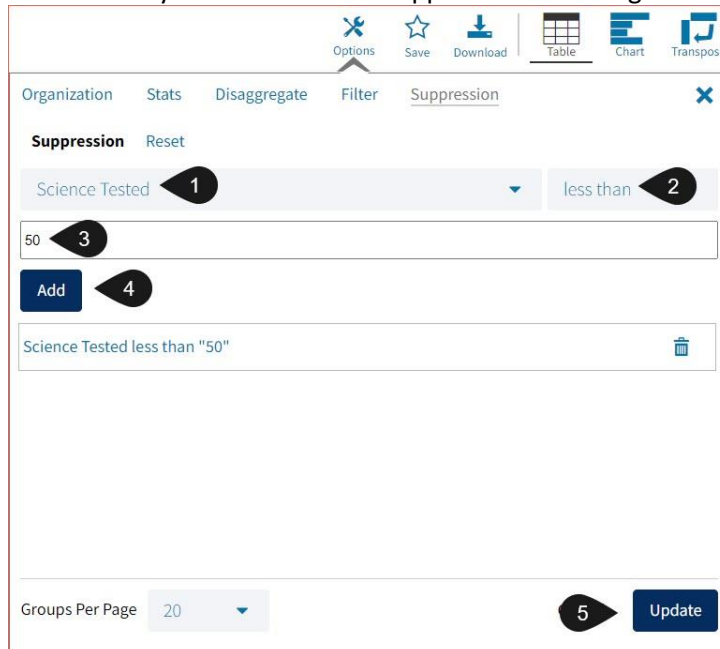 Options Save Download Table Chart Transpos
Organization Stats Disaggregate Filter Suppression
Suppression Reset
Science Tested 1 less than 2
50 3
Add 4
Science Tested less than "50"
Groups Per Page 20 5 Update